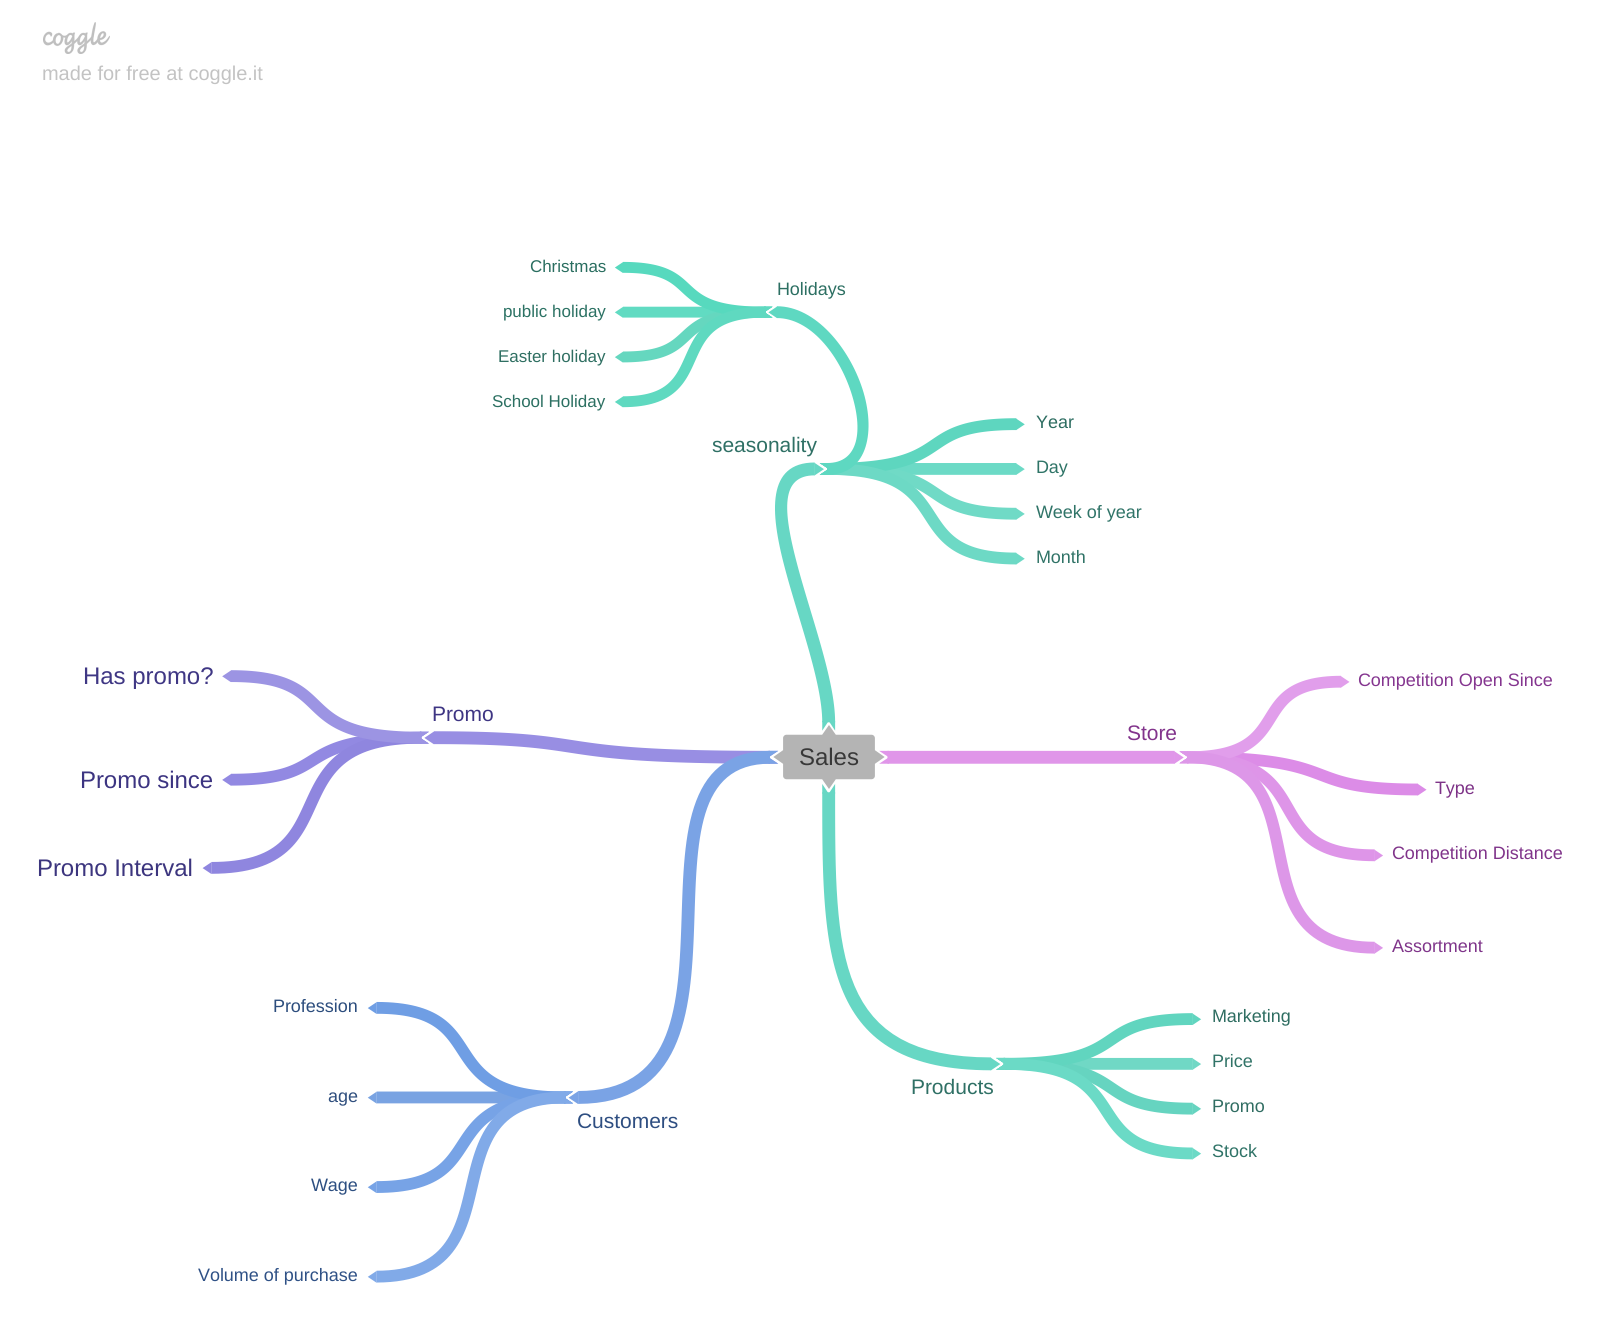 coggle
made for free at coggle.it
Christmas
Holidays
public holiday
Easter holiday
School Holiday
seasonality
Year
Day
Week of year
Month
Has promo?
Promo since
Promo Interval
Promo
Sales
Store
Competition Open Since
Type
Competition Distance
Assortment
Profession
age
Wage
Volume of purchase
Customers
Products
Marketing
Price
Promo
Stock